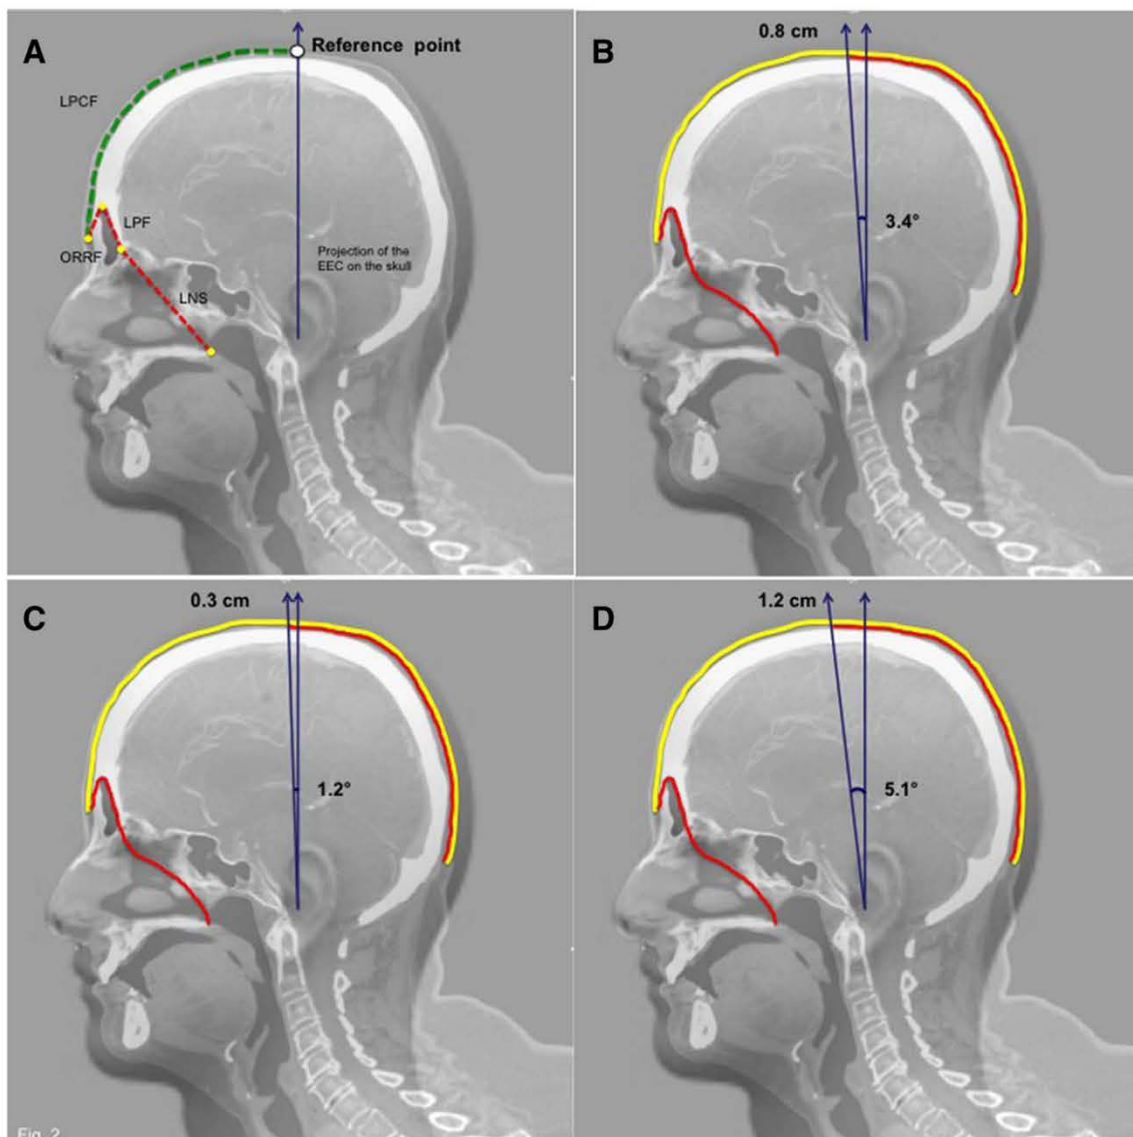 A
Reference point
LPCF
LPF
ORRF
Projection of the
EEC on the skull
LNS
B
0.8 cm
3.4°
C
0.3 cm
1.2°
D
1.2 cm
5.1°
Fig. 2